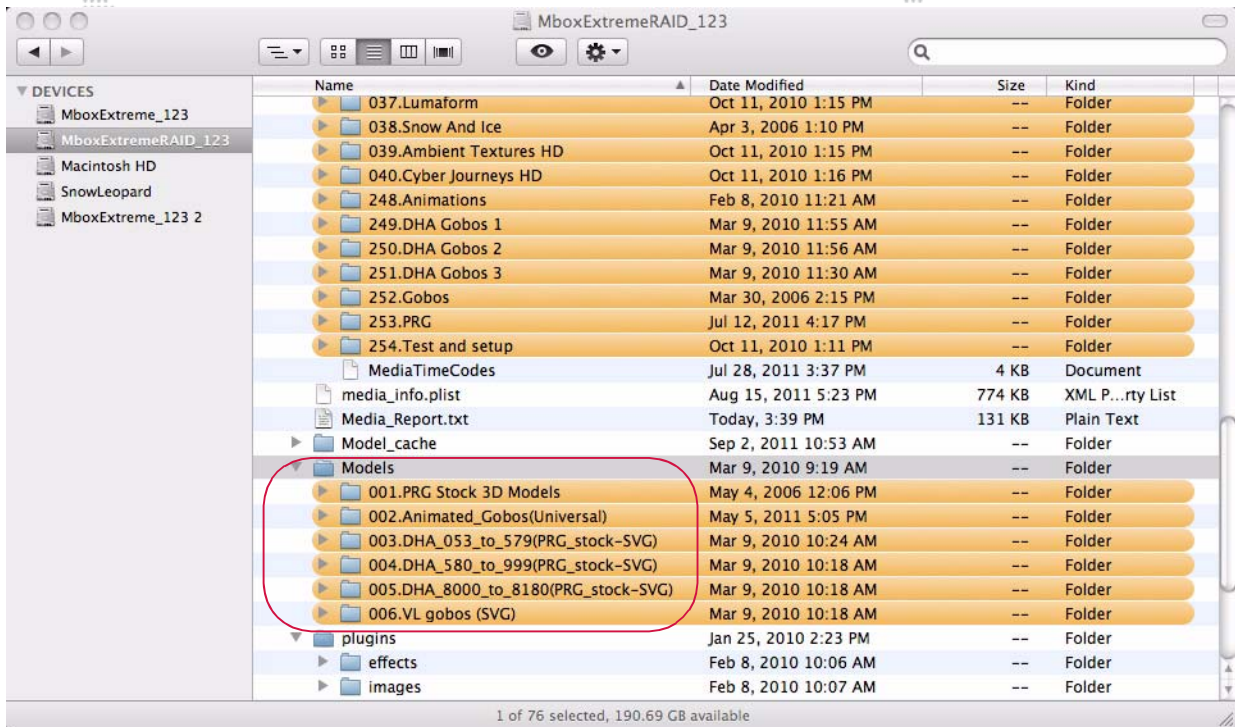 MboxExtremeRAID_123
DEVICES
MboxExtreme_123
MboxExtremeRAID_123
Macintosh HD
SnowLeopard
MboxExtreme_123 2
Name Date Modified Size Kind
037.Lumaform Oct 11, 2010 1:15 PM -- Folder
038.Snow And Ice Apr 3, 2006 1:10 PM -- Folder
039.Ambient Textures HD Oct 11, 2010 1:15 PM -- Folder
040.Cyber Journeys HD Oct 11, 2010 1:16 PM -- Folder
248.Animations Feb 8, 2010 11:21 AM -- Folder
249.DHA Gobos 1 Mar 9, 2010 11:55 AM -- Folder
250.DHA Gobos 2 Mar 9, 2010 11:56 AM -- Folder
251.DHA Gobos 3 Mar 9, 2010 11:30 AM -- Folder
252.Gobos Mar 30, 2006 2:15 PM -- Folder
253.PRG Jul 12, 2011 4:17 PM -- Folder
254.Test and setup Oct 11, 2010 1:11 PM -- Folder
MediaTimeCodes Jul 28, 2011 3:37 PM 4 KB Document
media_info.plist Aug 15, 2011 5:23 PM 774 KB XML P...rty List
Media_Report.txt Today, 3:39 PM 131 KB Plain Text
Model_cache Sep 2, 2011 10:53 AM -- Folder
Models Mar 9, 2010 9:19 AM -- Folder
001.PRG Stock 3D Models May 4, 2006 12:06 PM -- Folder
002.Animated_Gobos(Universal) May 5, 2011 5:05 PM -- Folder
003.DHA_053_to_579(PRG_stock-SVG) Mar 9, 2010 10:24 AM -- Folder
004.DHA_580_to_999(PRG_stock-SVG) Mar 9, 2010 10:18 AM -- Folder
005.DHA_8000_to_8180(PRG_stock-SVG) Mar 9, 2010 10:18 AM -- Folder
006.VL gobos (SVG) Mar 9, 2010 10:18 AM -- Folder
plugins Jan 25, 2010 2:23 PM -- Folder
effects Feb 8, 2010 10:06 AM -- Folder
images Feb 8, 2010 10:07 AM -- Folder
1 of 76 selected, 190.69 GB available